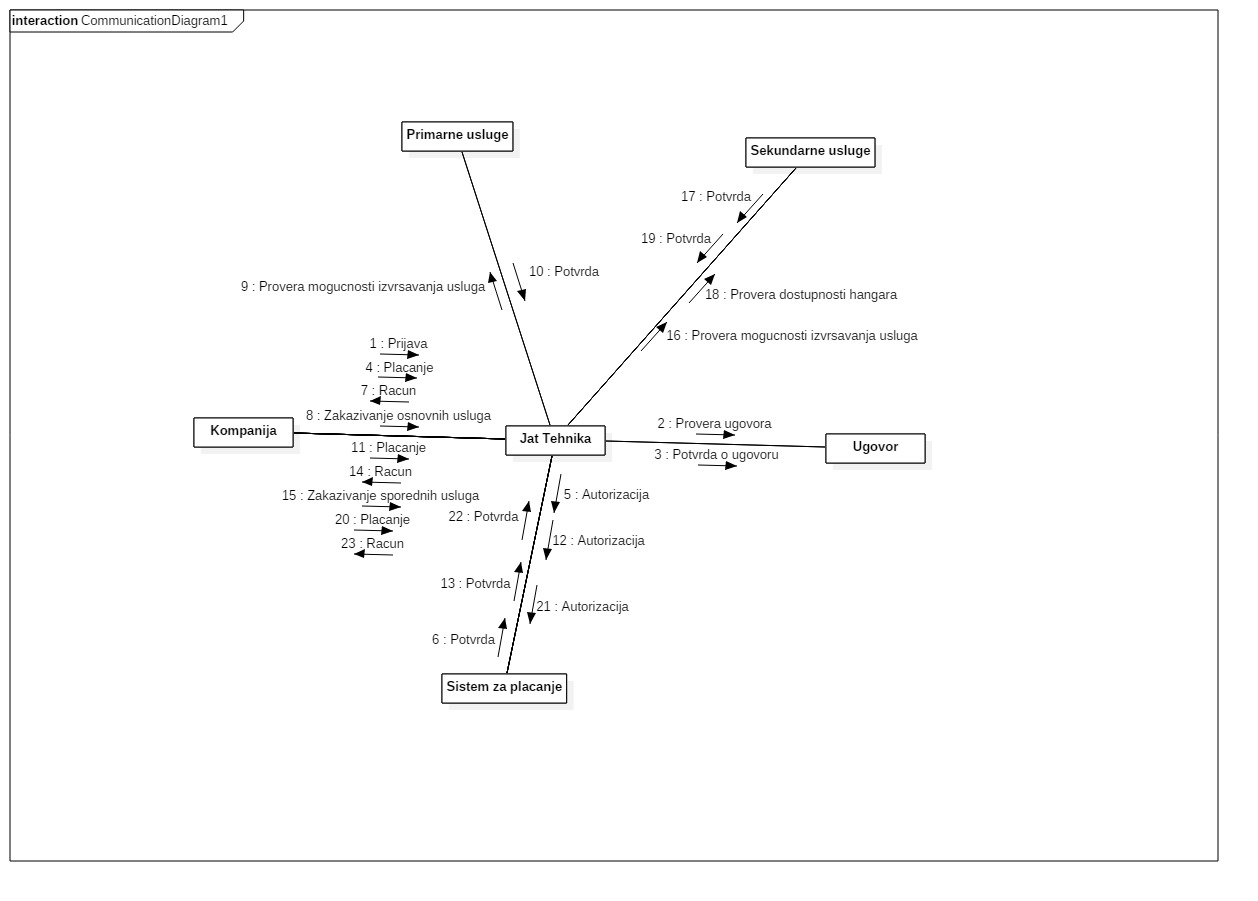 interaction CommunicationDiagram1
Primarne usluge
Sekundarne usluge
17 : Potvrda
19 : Potvrda
10 : Potvrda
9 : Provera mogucnosti izvrsavanja usluga
18 : Provera dostupnosti hangara
16 : Provera mogucnosti izvrsavanja usluga
1 : Prijava
4 : Placanje
7 : Racun
8 : Zakazivanje osnovnih usluga
Kompanija
Jat Tehnika
2 : Provera ugovora
Ugovor
3 : Potvrda o ugovoru
11 : Placanje
14 : Racun
15 : Zakazivanje sporednih usluga
20 : Placanje
23 : Racun
5 : Autorizacija
22 : Potvrda
12 : Autorizacija
13 : Potvrda
21 : Autorizacija
6 : Potvrda
Sistem za placanje